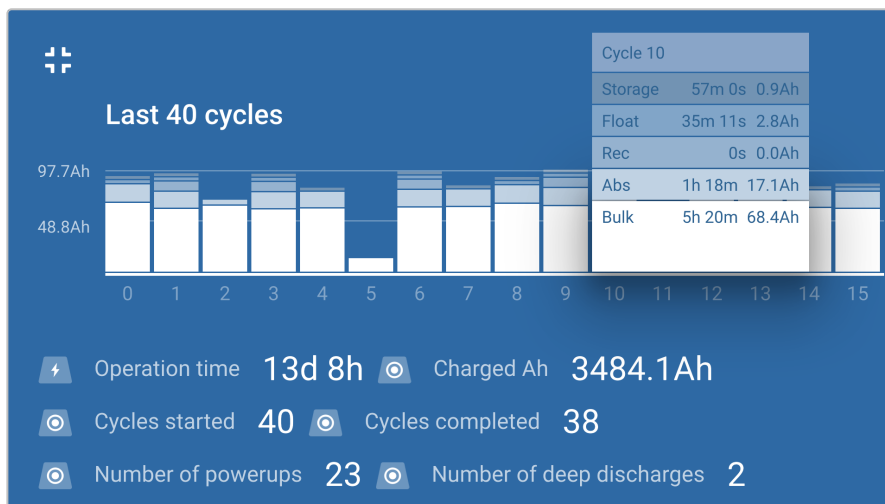 Cycle 10
Storage 57m 0s 0.9Ah
Float 35m 11s 2.8Ah
Rec 0s 0.0Ah
Abs 1h 18m 17.1Ah
Bulk 5h 20m 68.4Ah
Last 40 cycles
97.7Ah
48.8Ah
0 1 2 3 4 5 6 7 8 9 10 11 12 13 14 15
Operation time 13d 8h Charged Ah 3484.1Ah
Cycles started 40 Cycles completed 38
Number of powerups 23 Number of deep discharges 2